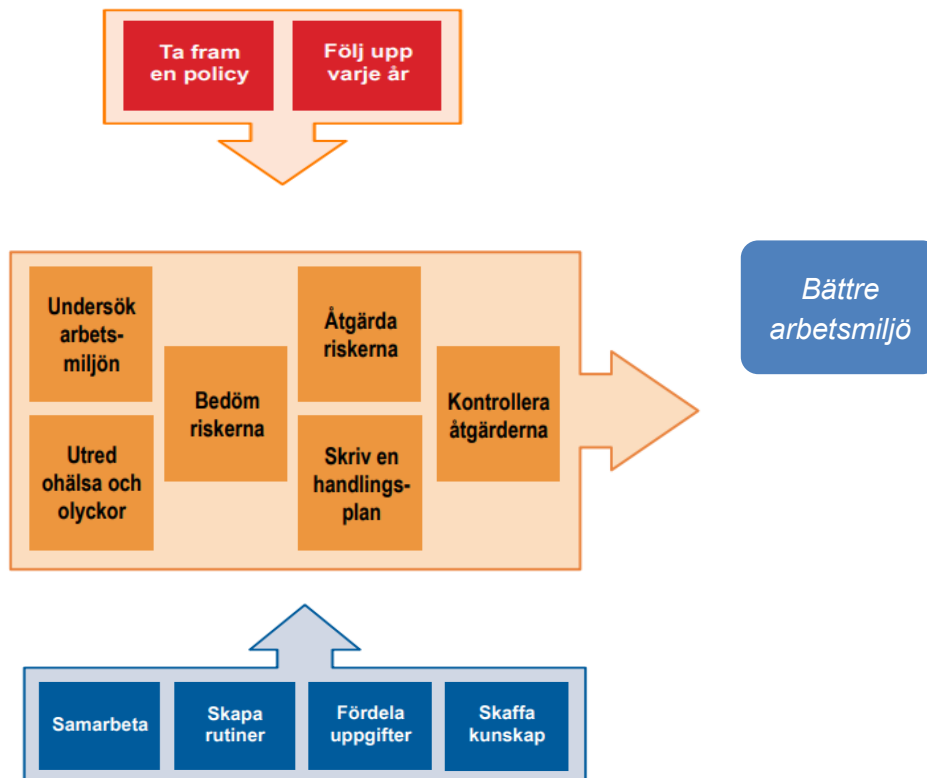 Ta fram
en policy
Följ upp
varje år
Bättre
arbetsmiljö
Undersök
arbets-
miljön
Utred
ohälsa och
olyckor
Bedöm
riskerna
Åtgärda
riskerna
Skriv en
handlings-
plan
Kontrollera
åtgärderna
Samarbeta
Skapa
rutiner
Fördela
uppgifter
Skaffa
kunskap